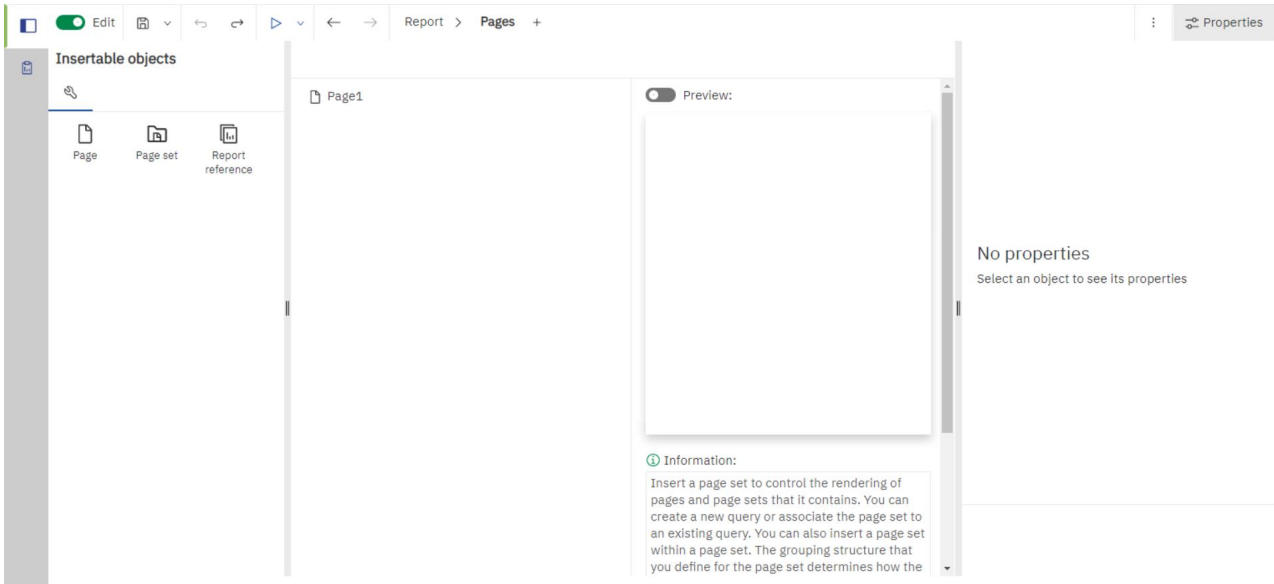 Edit
Report > Pages +
Properties
Insertable objects
Page
Page set
Report
reference
Page1
Preview:
Information:
Insert a page set to control the rendering of
pages and page sets that it contains. You can
create a new query or associate the page set to
an existing query. You can also insert a page set
within a page set. The grouping structure that
you define for the page set determines how the
No properties
Select an object to see its properties